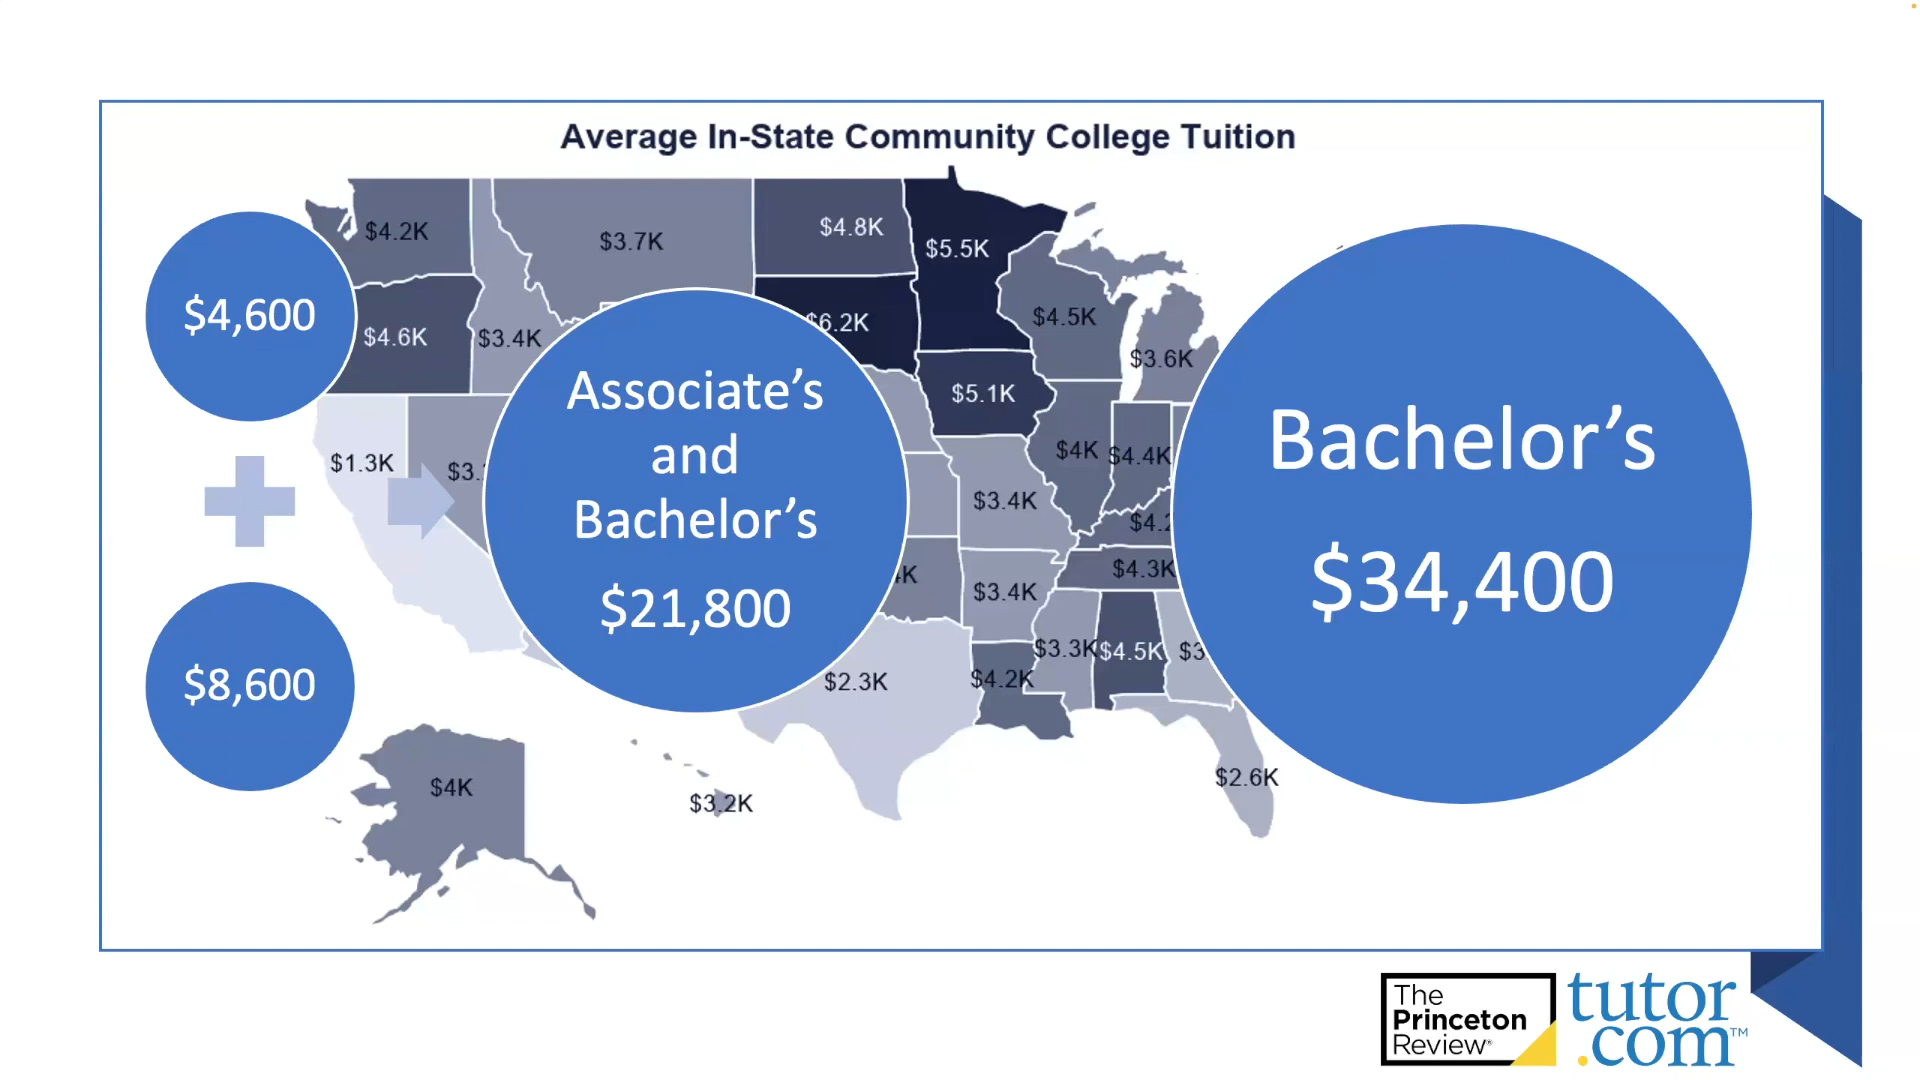 Average In-State Community College Tuition
$4,600
$8,600
Associate’s
and
Bachelor’s
$21,800
Bachelor’s
$34,400
$4.2K
$3.7K
$4.8K
$5.5K
$4.6K
$3.4K
$6.2K
$4.5K
$3.6K
$5.1K
$1.3K
$4K
$4.4K
$3.4K
$4.3K
$3.4K
$3.3K
$4.5K
$4.2K
$2.3K
$2.6K
$4K
$3.2K
The
Princeton
Review®
tutor
.com™